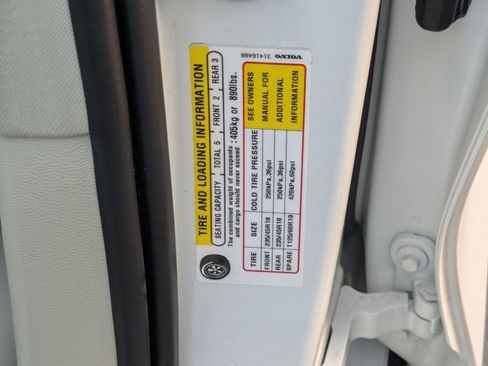 VOLVO 31416488
TIRE AND LOADING INFORMATION
SEATING CAPACITY TOTAL 5 FRONT 2 REAR 3
The combined weight of occupants
and cargo should never exceed : 405kg or 890lbs.
TIRE SIZE COLD TIRE PRESSURE
FRONT 235/45R18 250kPa,36psi
REAR 235/45R18 250kPa,36psi
SPARE T125/60R19 420kPa,60psi
SEE OWNERS
MANUAL FOR
ADDITIONAL
INFORMATION